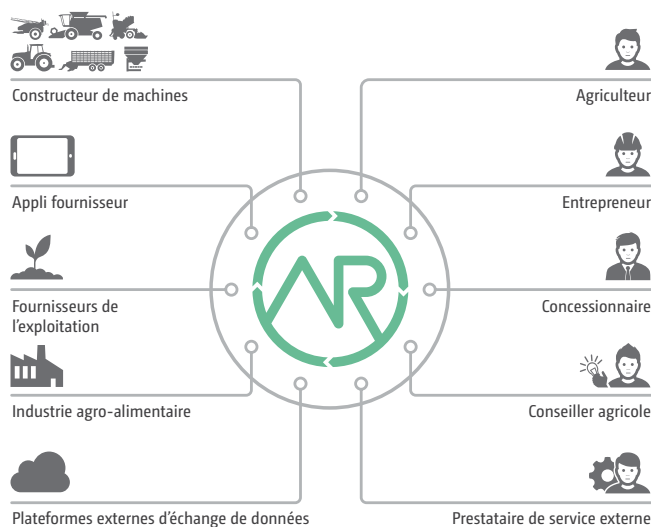 Constructeur de machines
Agriculteur
Appli fournisseur
Entrepreneur
AR
Fournisseurs de
l'exploitation
Concessionnaire
Industrie agro-alimentaire
Conseiller agricole
Plateformes externes d'échange de données
Prestataire de service externe